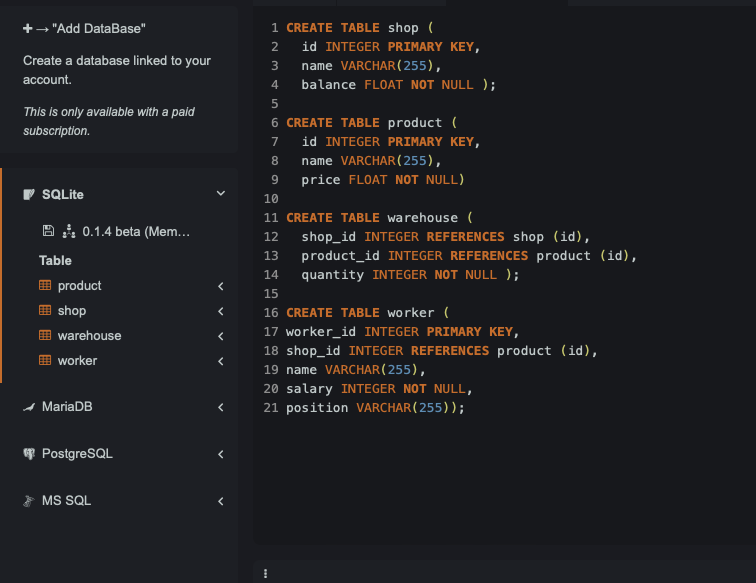 + → "Add DataBase"
Create a database linked to your
account.
This is only available with a paid
subscription.
SQLite
0.1.4 beta (Mem...
Table
product
shop
warehouse
worker
MariaDB
PostgreSQL
MS SQL
1 CREATE TABLE shop (
2 id INTEGER PRIMARY KEY,
3 name VARCHAR(255),
4 balance FLOAT NOT NULL );
5
6 CREATE TABLE product (
7 id INTEGER PRIMARY KEY,
8 name VARCHAR(255),
9 price FLOAT NOT NULL)
10
11 CREATE TABLE warehouse (
12 shop_id INTEGER REFERENCES shop (id),
13 product_id INTEGER REFERENCES product (id),
14 quantity INTEGER NOT NULL );
15
16 CREATE TABLE worker (
17 worker_id INTEGER PRIMARY KEY,
18 shop_id INTEGER REFERENCES product (id),
19 name VARCHAR(255),
20 salary INTEGER NOT NULL,
21 position VARCHAR(255));